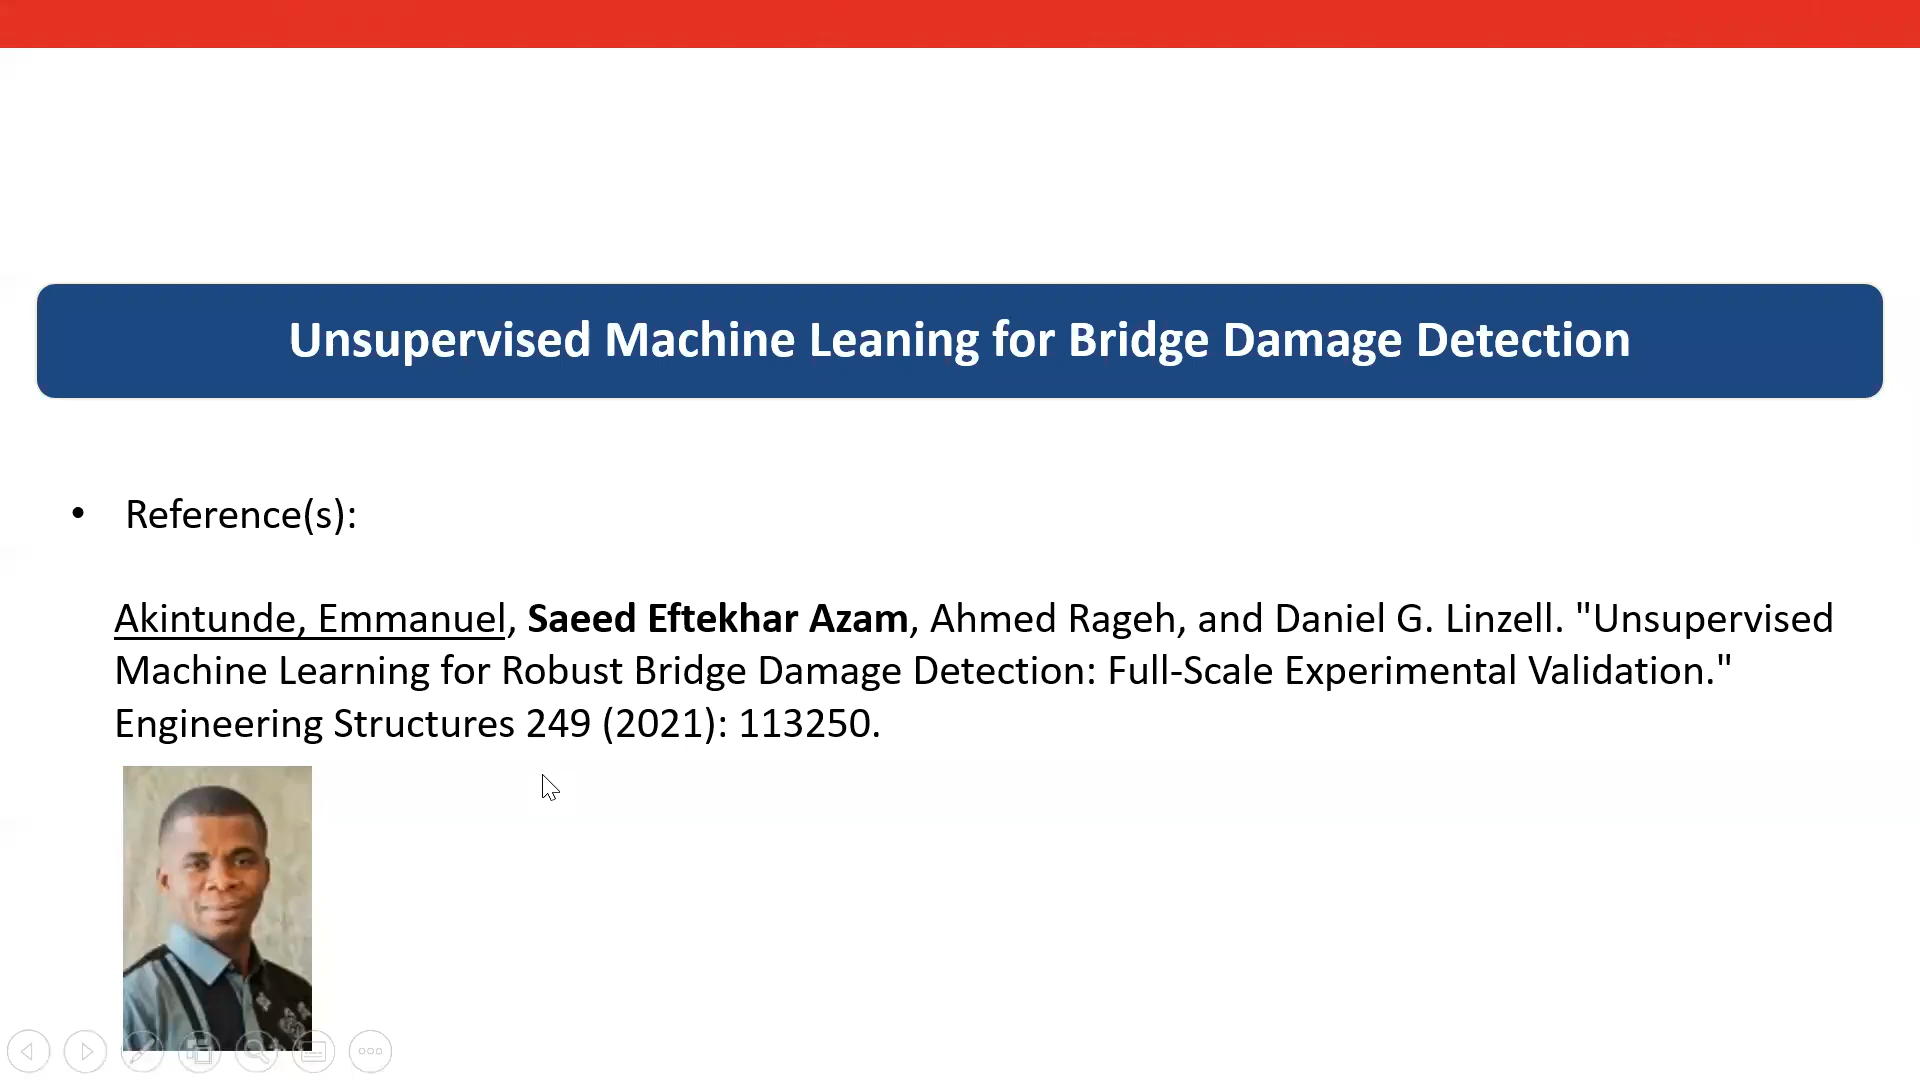 Unsupervised Machine Leaning for Bridge Damage Detection
• Reference(s):
Akintunde, Emmanuel, Saeed Eftekhar Azam, Ahmed Rageh, and Daniel G. Linzell. "Unsupervised
Machine Learning for Robust Bridge Damage Detection: Full-Scale Experimental Validation."
Engineering Structures 249 (2021): 113250.